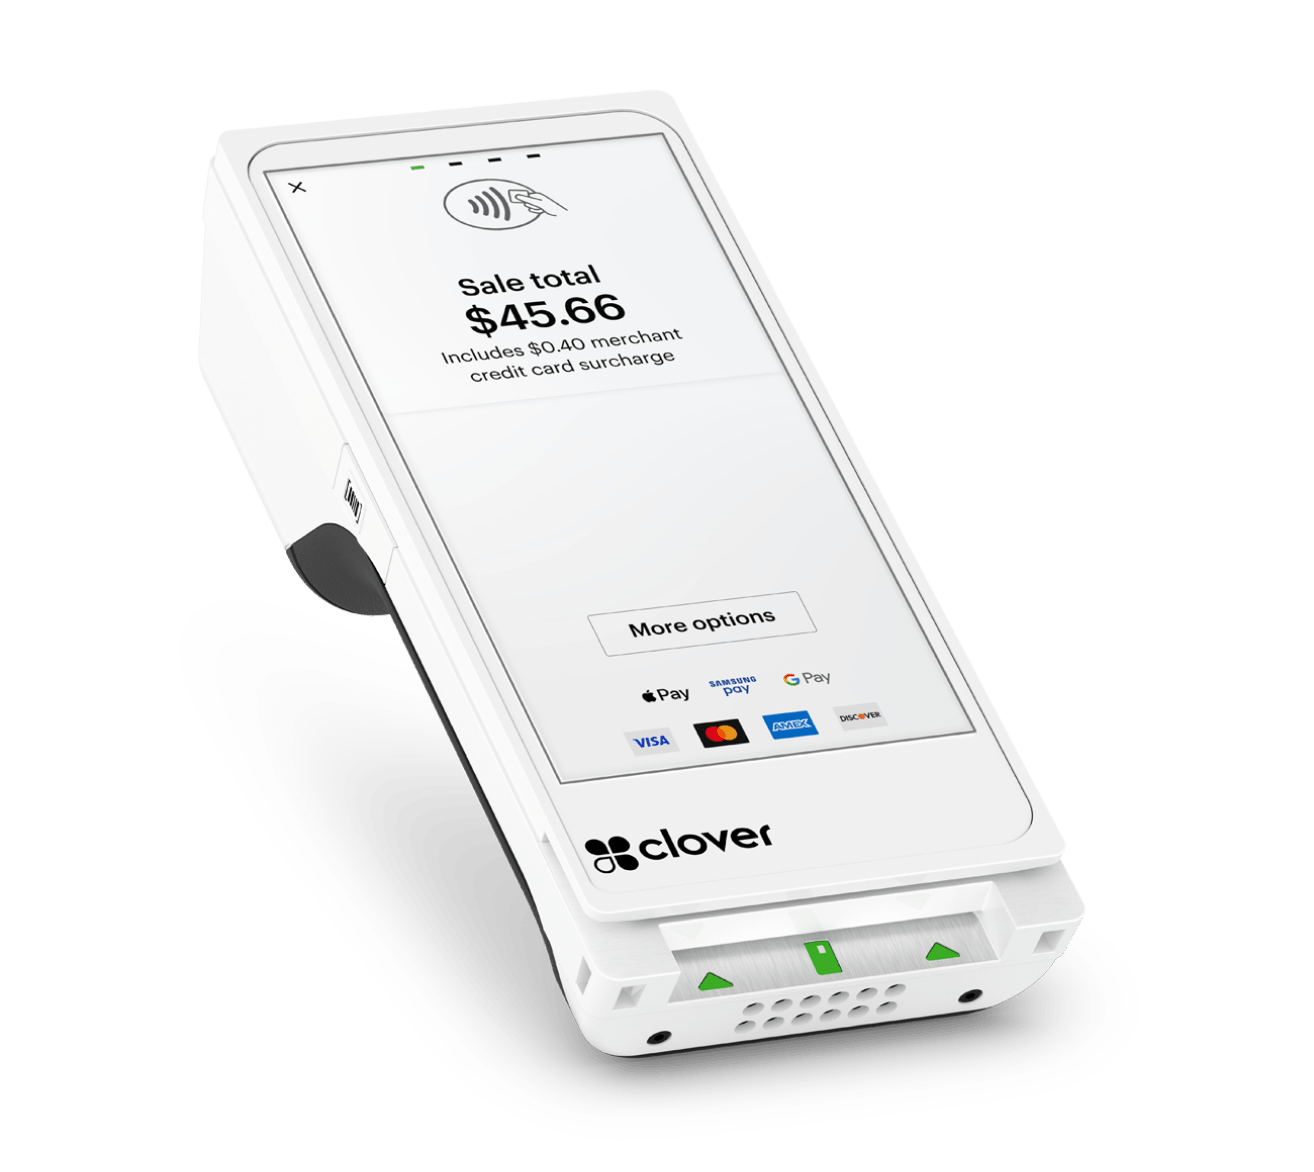 Sale total
$45.66
Includes $0.40 merchant
credit card surcharge
More options
Pay
SAMSUNG
pay
G Pay
VISA
AMEX
DISCOVER
clover